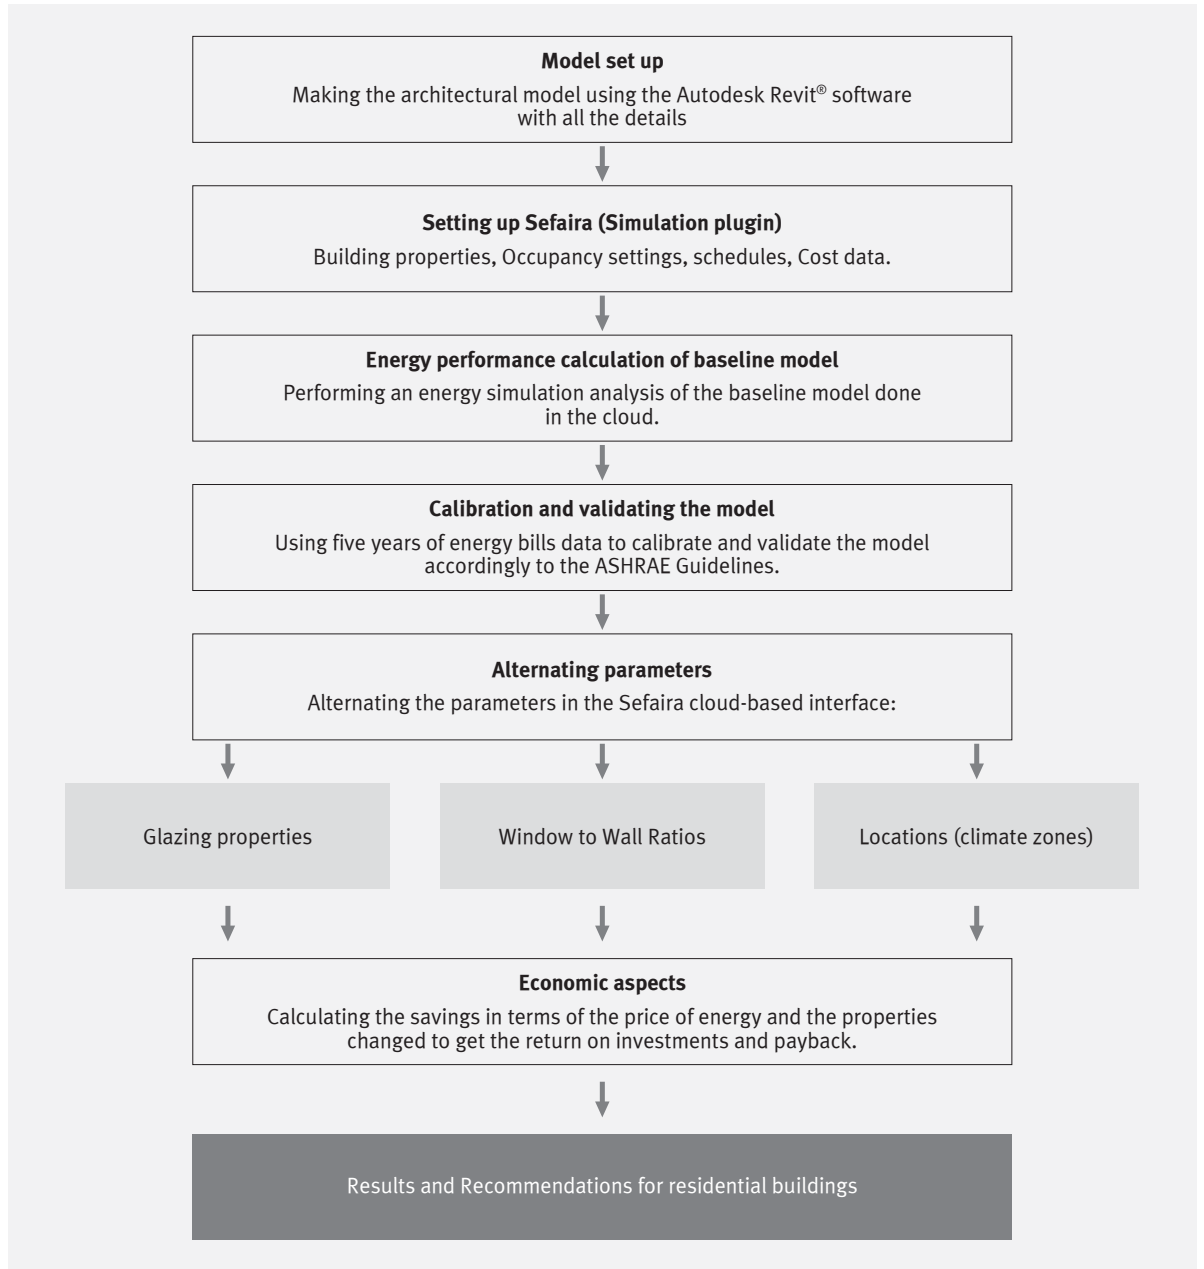 Model set up
Making the architectural model using the Autodesk Revit® software
with all the details
Setting up Sefaira (Simulation plugin)
Building properties, Occupancy settings, schedules, Cost data.
Energy performance calculation of baseline model
Performing an energy simulation analysis of the baseline model done
in the cloud.
Calibration and validating the model
Using five years of energy bills data to calibrate and validate the model
accordingly to the ASHRAE Guidelines.
Alternating parameters
Alternating the parameters in the Sefaira cloud-based interface:
Glazing properties
Window to Wall Ratios
Locations (climate zones)
Economic aspects
Calculating the savings in terms of the price of energy and the properties
changed to get the return on investments and payback.
Results and Recommendations for residential buildings